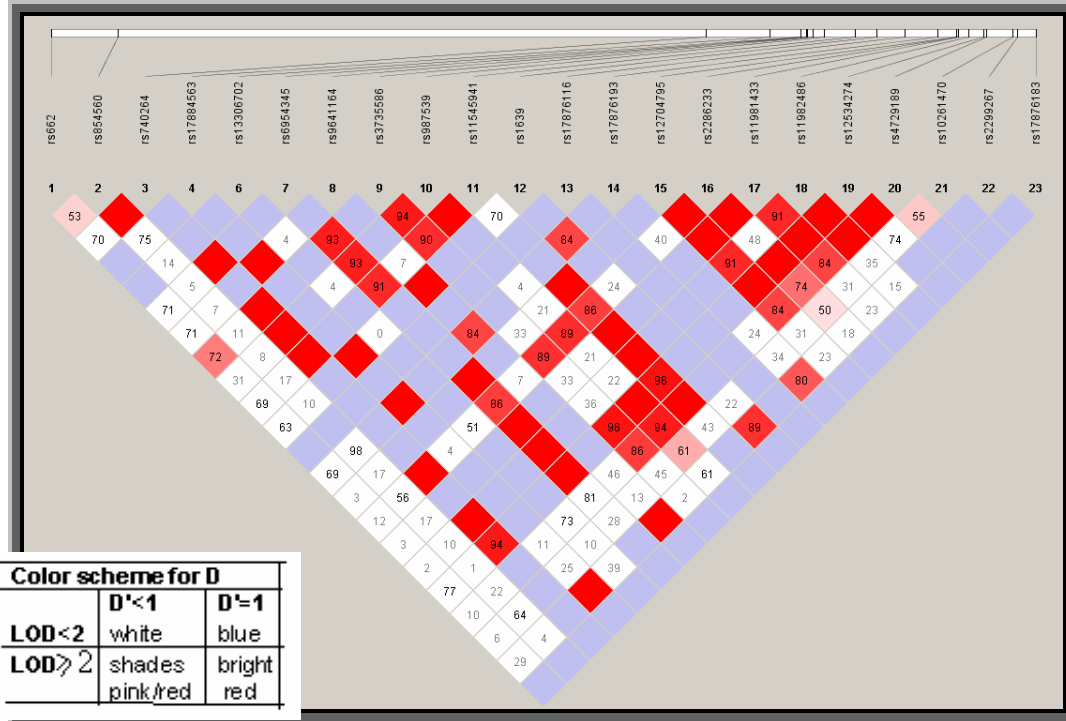 rs662
rs854560
rs740264
rs17884563
rs13306702
rs6954345
rs9641164
rs3735586
rs987539
rs11545941
rs1639
rs17876116
rs17876193
rs12704795
rs2286233
rs11981433
rs11982486
rs12534274
rs4729189
rs10261470
rs2299267
rs17876183
1 2 3 4 6 7 8 9 10 11 12 13 14 15 16 17 18 19 20 21 22 23
53 94 70 91 55
70 75 4 93 90 84 40 48 74
14 93 7 91 84 35
5 4 91 4 24 74 31 15
71 7 21 86 84 50 23
71 11 0 84 33 89 24 31 18
72 8 89 21 34 23
31 17 7 33 22 96 80
69 10 86 36 22
63 51 96 94 43 89
98 4 86 61
69 17 46 45 61
3 56 81 13 2
12 17 73 28
3 10 94 11 10
2 1 25 39
77 22
10 64
6 4
29
Color scheme for D
D'<1 D'=1
LOD<2 white blue
LOD⩾2 shades bright
pink/red red